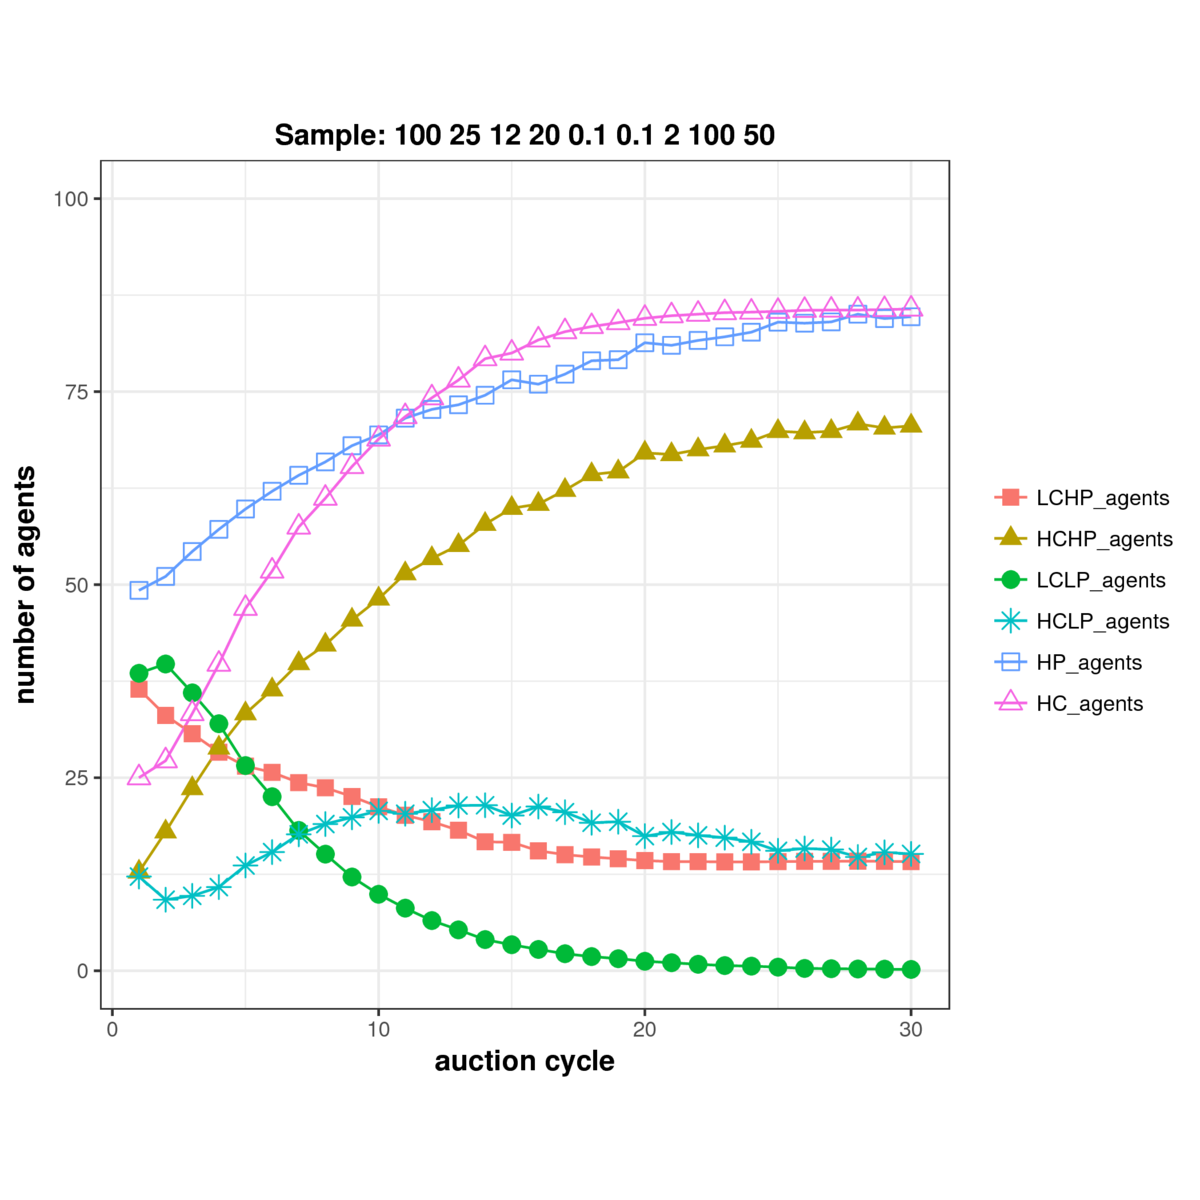 Sample: 100 25 12 20 0.1 0.1 2 100 50
100
75
50
25
0
number of agents
0 10 20 30
auction cycle
LCHP_agents
HCHP_agents
LCLP_agents
HCLP_agents
HP_agents
HC_agents